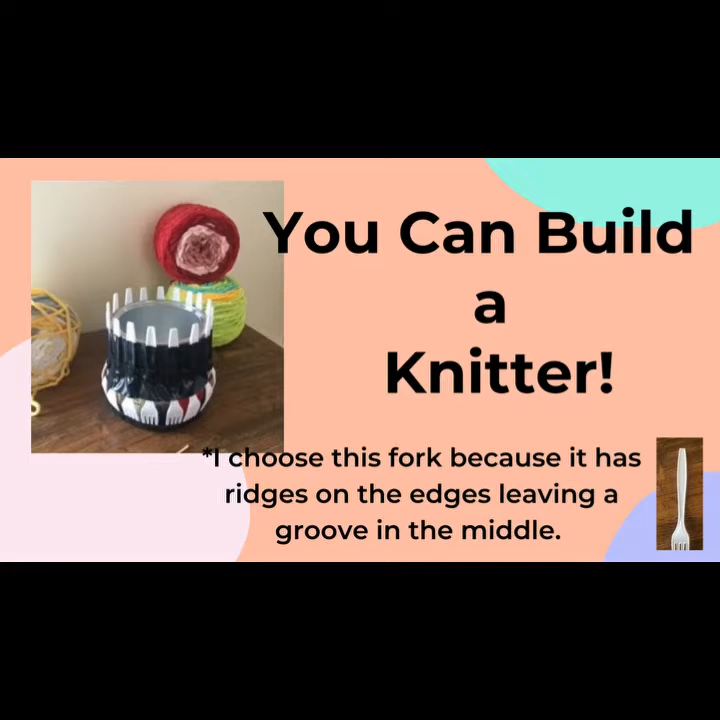 You Can Build
a
Knitter!
*I choose this fork because it has
ridges on the edges leaving a
groove in the middle.